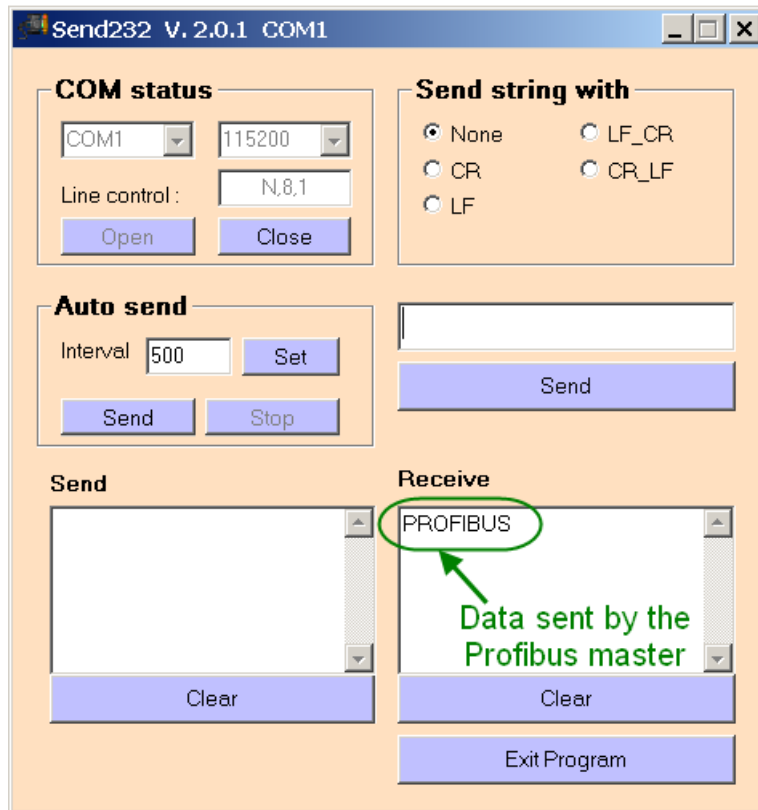 Send232 V. 2.0.1 COM1
COM status
COM1 115200
Line control : N,8,1
Open Close
Send string with
None LF_CR
CR CR_LF
LF
Auto send
Interval 500 Set
Send Stop
Send
Send
Clear
Receive
PROFIBUS
Data sent by the
Profibus master
Clear
Exit Program